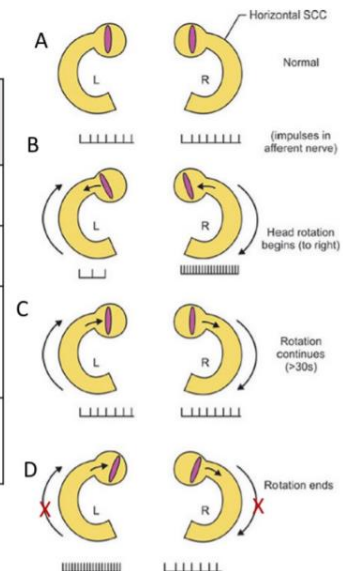 Horizontal SCC
A
L
R
Normal
(impulses in
afferent nerve)
B
L
R
Head rotation
begins (to right)
C
L
R
Rotation
continues
(>30s)
D
Rotation ends
L
R